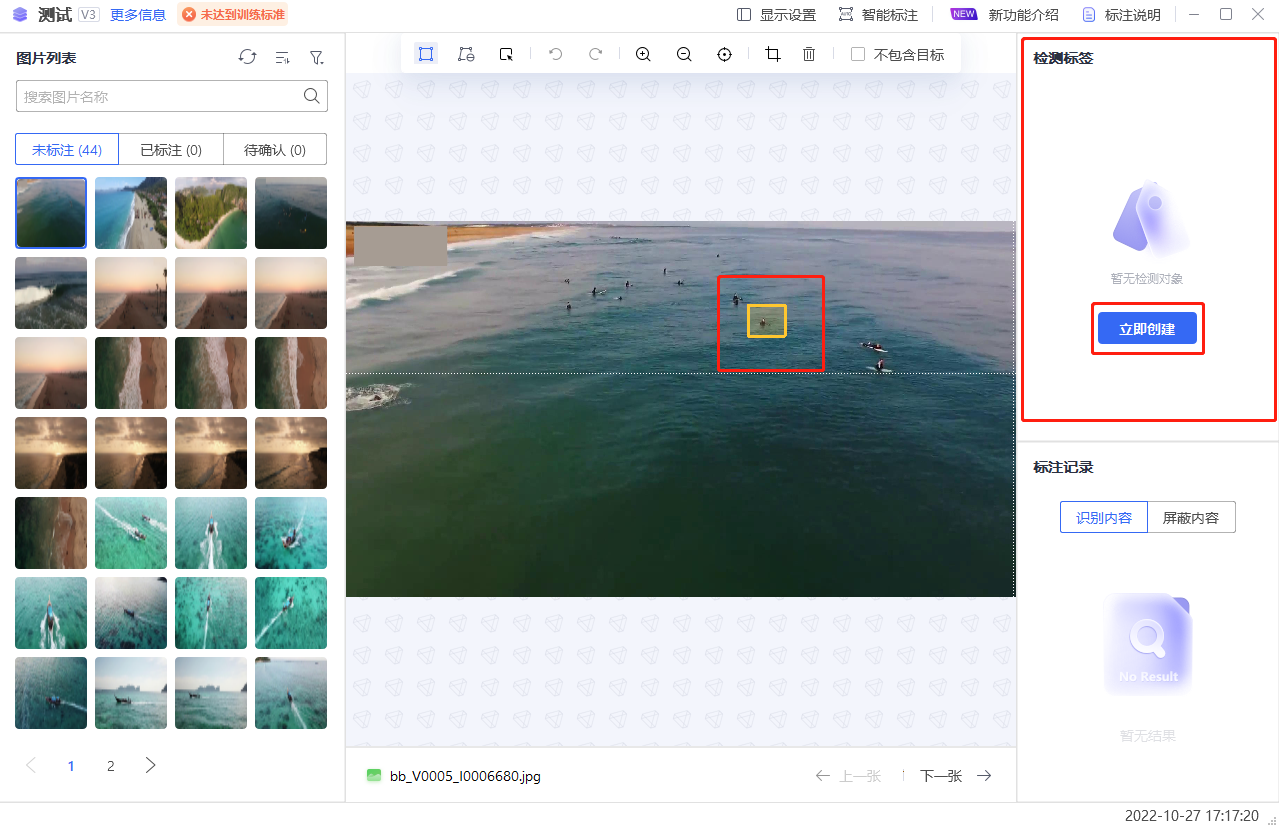 测试 V3 更多信息 未达到训练标准 显示设置 智能标注 NEW 新功能介绍 标注说明
图片列表
搜索图片名称
未标注 (44) 已标注 (0) 待确认 (0)
1 2
不包含目标
bb_V0005_I0006680.jpg 上一张 下一张
检测标签
暂无检测对象
立即创建
标注记录
识别内容 屏蔽内容
No Result
暂无结果
2022-10-27 17:17:20